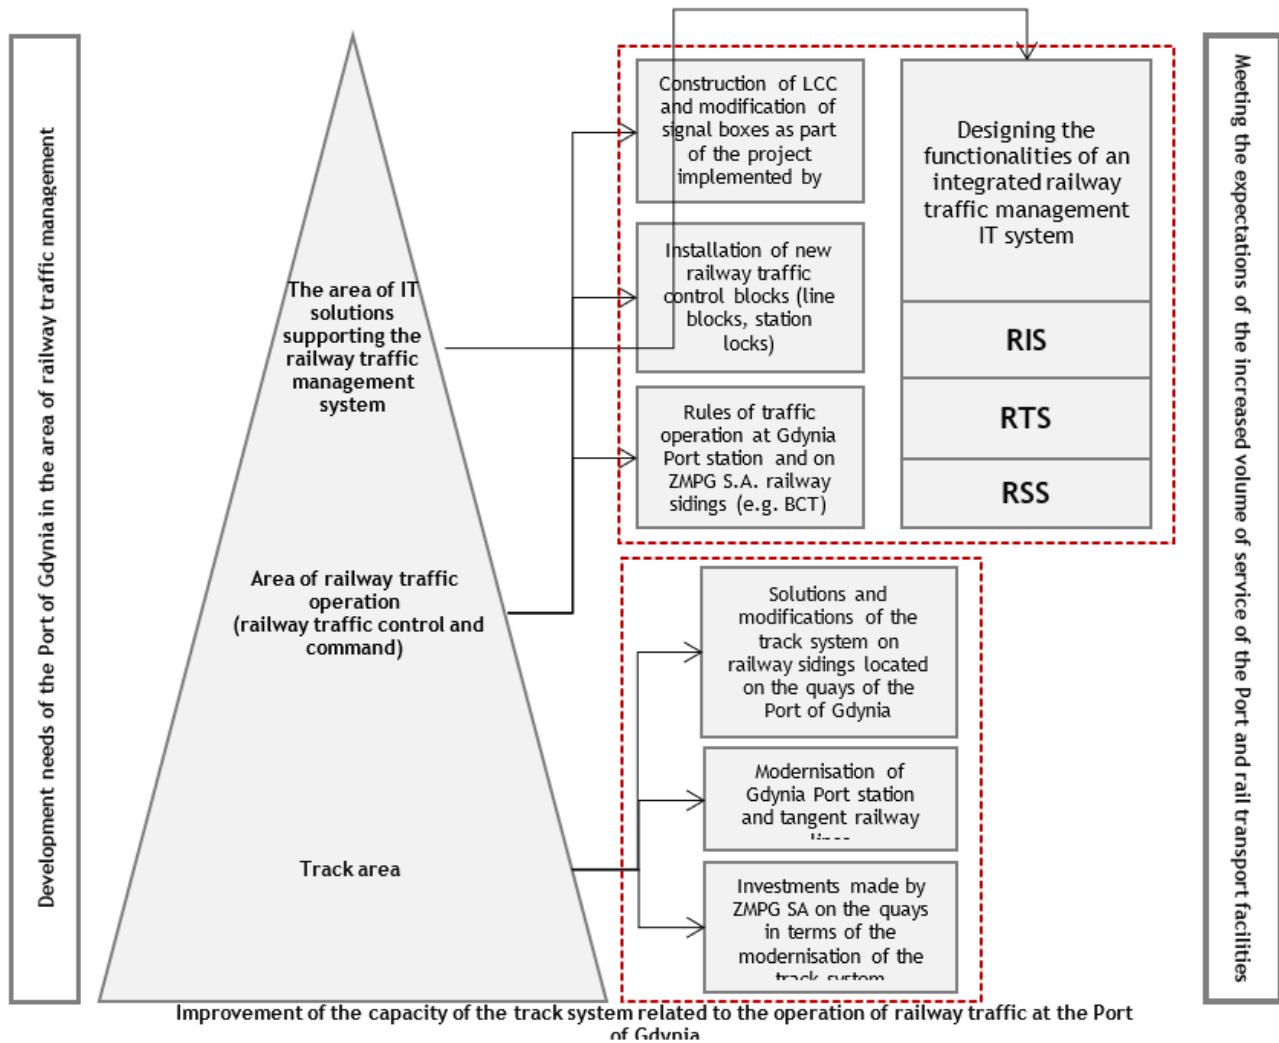 Development needs of the Port of Gdynia in the area of railway traffic management
The area of IT
solutions
supporting the
railway traffic
management
system
Area of railway traffic
operation
(railway traffic control and
command)
Track area
Construction of LCC
and modification of
signal boxes as part
of the project
implemented by
Installation of new
railway traffic
control blocks (line
blocks, station
locks)
Rules of traffic
operation at Gdynia
Port station and on
ZMPG S.A. railway
sidings (e.g. BCT)
Designing the
functionalities of an
integrated railway
traffic management
IT system
RIS
RTS
RSS
Solutions and
modifications of the
track system on
railway sidings located
on the quays of the
Port of Gdynia
Modernisation of
Gdynia Port station
and tangent railway
lines
Investments made by
ZMPG SA on the quays
in terms of the
modernisation of the
track system
Meeting the expectations of the increased volume of service of the Port and rail transport facilities
Improvement of the capacity of the track system related to the operation of railway traffic at the Port
of Gdynia